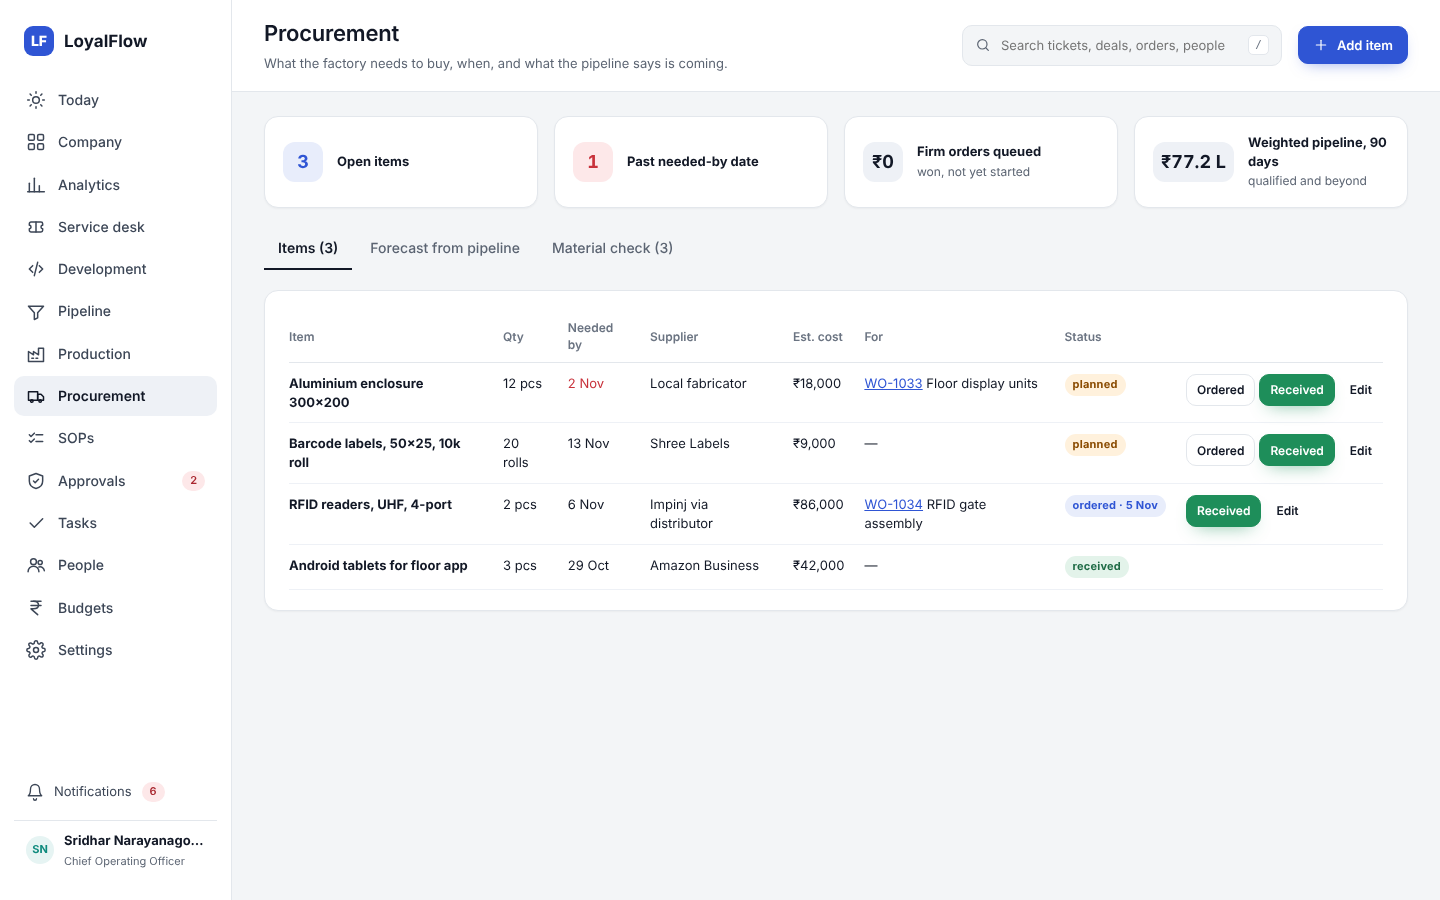 LF LoyalFlow
Today
Company
Analytics
Service desk
Development
Pipeline
Production
Procurement
SOPs
Approvals 2
Tasks
People
Budgets
Settings
Notifications 6
SN Sridhar Narayanago...
Chief Operating Officer
Procurement
What the factory needs to buy, when, and what the pipeline says is coming.
Search tickets, deals, orders, people /
+ Add item
3 Open items
1 Past needed-by date
₹0 Firm orders queued
won, not yet started
₹77.2 L Weighted pipeline, 90
days
qualified and beyond
Items (3) Forecast from pipeline Material check (3)
Item Qty Needed by Supplier Est. cost For Status
Aluminium enclosure 300×200 12 pcs 2 Nov Local fabricator ₹18,000 WO-1033 Floor display units planned Ordered Received Edit
Barcode labels, 50×25, 10k roll 20 rolls 13 Nov Shree Labels ₹9,000 — planned Ordered Received Edit
RFID readers, UHF, 4-port 2 pcs 6 Nov Impinj via distributor ₹86,000 WO-1034 RFID gate assembly ordered · 5 Nov Received Edit
Android tablets for floor app 3 pcs 29 Oct Amazon Business ₹42,000 — received